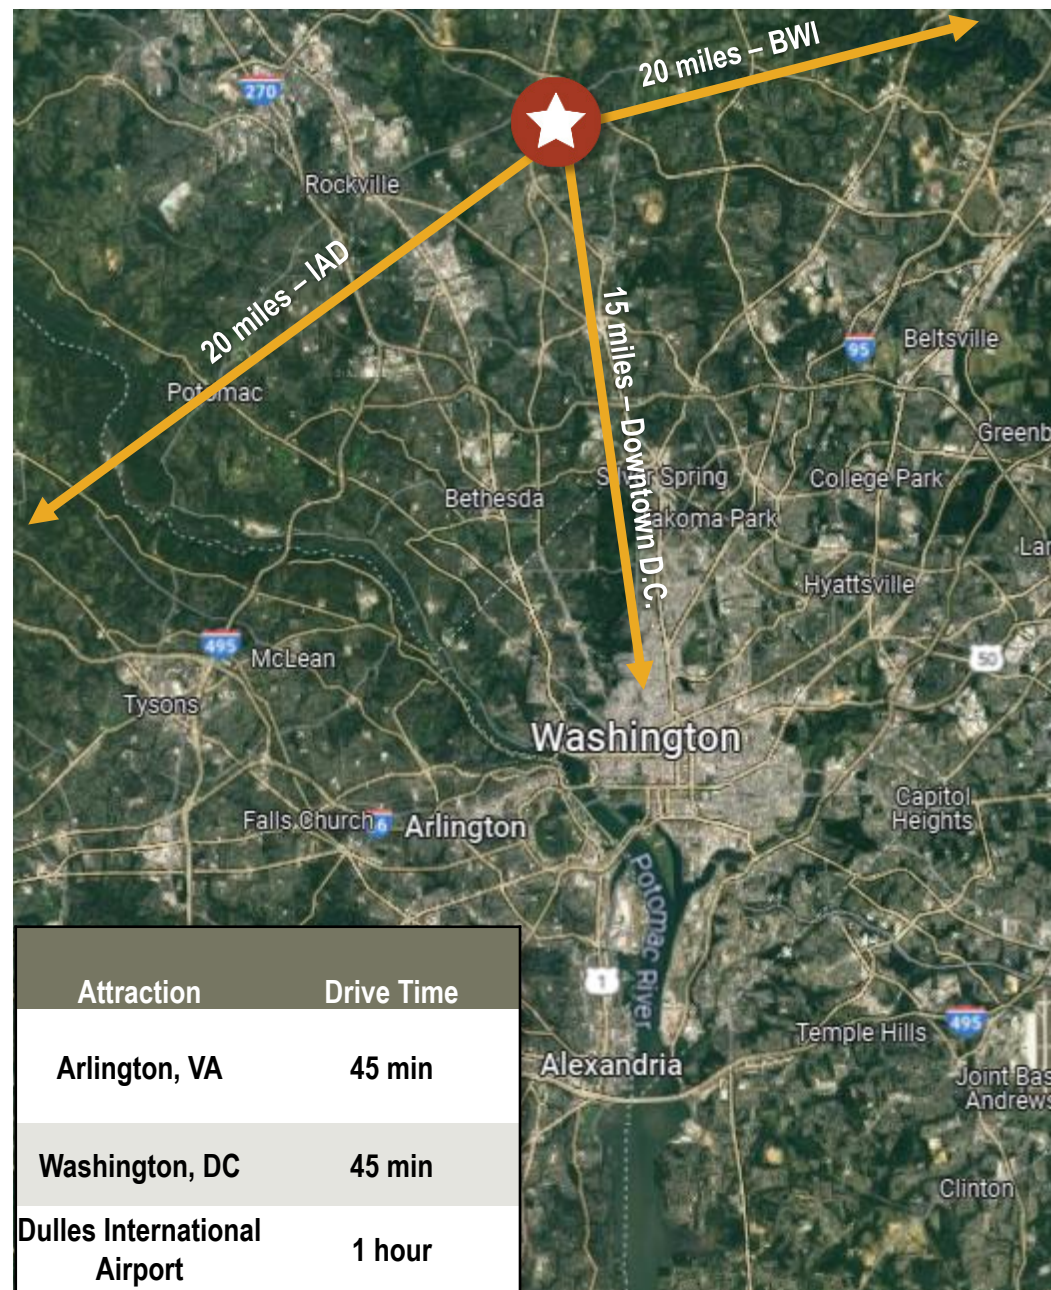 20 miles – BWI
270
Rockville
20 miles – IAD
15 miles – Downtown D.C.
95
Beltsville
Potomac
Greenb
Silver Spring
College Park
Bethesda
akoma Park
Lar
Hyattsville
495
McLean
50
Tysons
Washington
Capitol
Heights
Falls Church
6
Arlington
Potomac River
1
Attraction
Drive Time
Temple Hills
495
Arlington, VA
45 min
Alexandria
Joint Bas
Andrews
Washington, DC
45 min
Clinton
Dulles International
Airport
1 hour